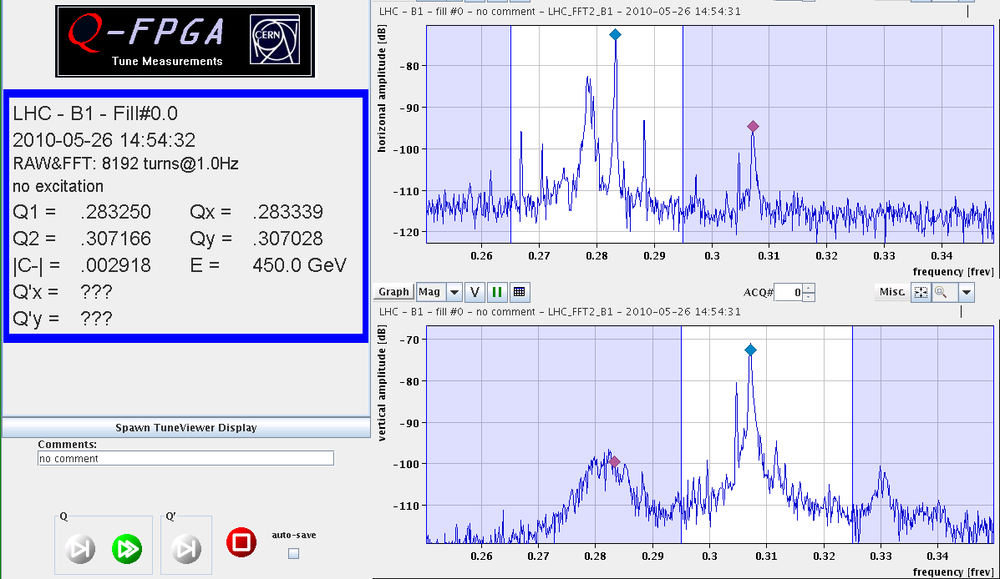 Q-FPGA
Tune Measurements
CERN
LHC - B1 - Fill#0.0
2010-05-26 14:54:32
RAW&FFT: 8192 turns@1.0Hz
no excitation
Q1 = .283250 Qx = .283339
Q2 = .307166 Qy = .307028
|C-| = .002918 E = 450.0 GeV
Q'x = ???
Q'y = ???
Spawn TuneViewer Display
Comments:
no comment
Q
Q'
auto-save
LHC - B1 - fill #0 - no comment - LHC_FFT2_B1 - 2010-05-26 14:54:31
horizonal amplitude [dB]
-80
-90
-100
-110
-120
0.26 0.27 0.28 0.29 0.3 0.31 0.32 0.33 0.34
frequency [frev]
Graph Mag V ACQ# 0 Misc.
LHC - B1 - fill #0 - no comment - LHC_FFT2_B1 - 2010-05-26 14:54:31
vertical amplitude [dB]
-70
-80
-90
-100
-110
0.26 0.27 0.28 0.29 0.3 0.31 0.32 0.33 0.34
frequency [frev]